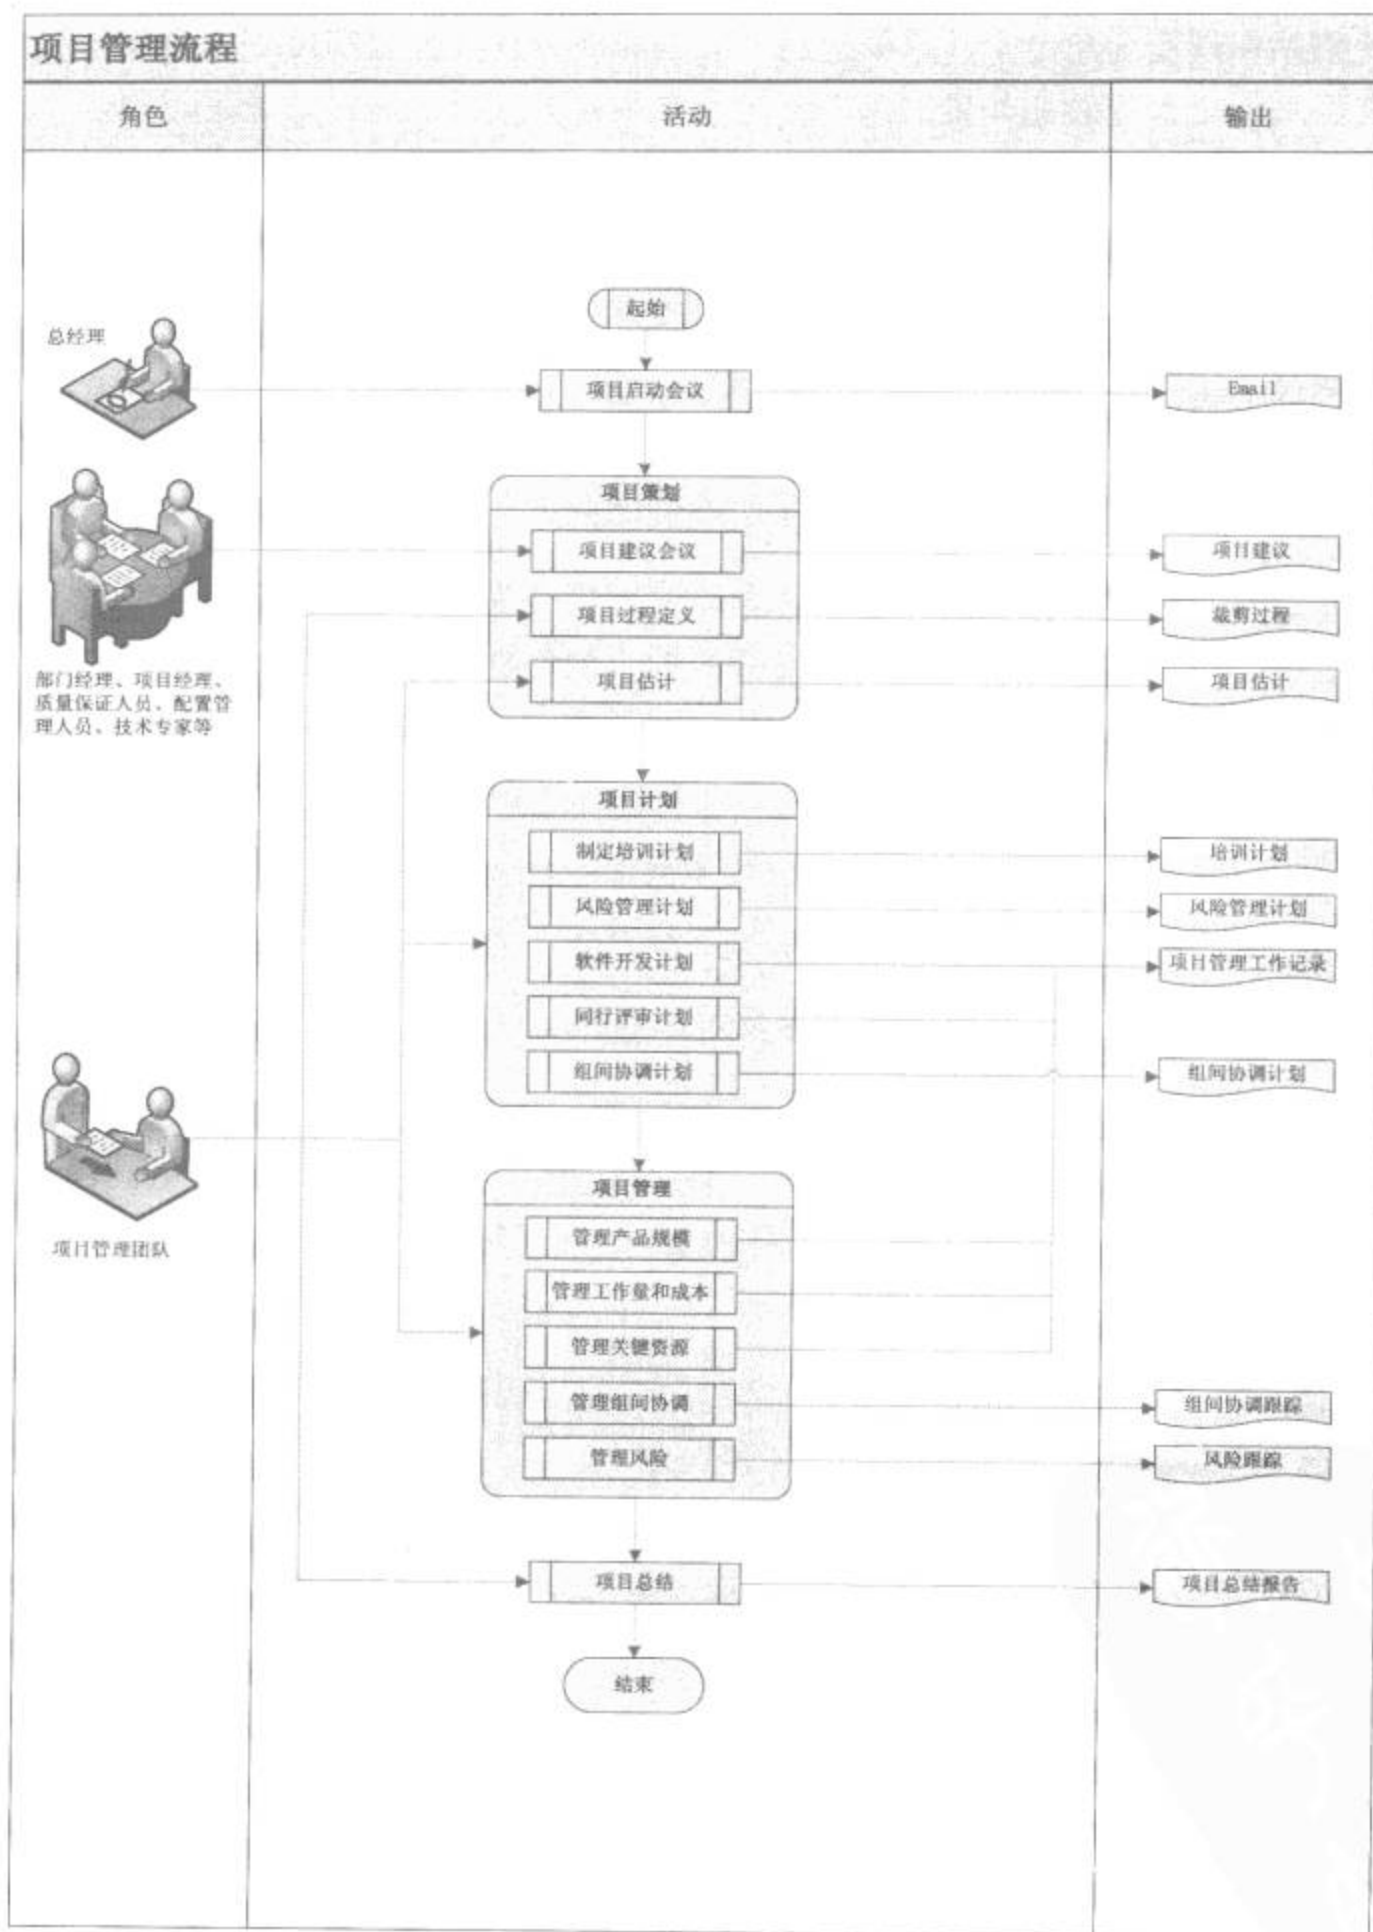 项目管理流程
角色
活动
输出
起始
总经理
项目启动会议
Email
项目策划
项目建议会议
项目建议
项目过程定义
裁剪过程
项目估计
项目估计
部门经理、项目经理、
质量保证人员、配置管
理人员、技术专家等
项目计划
制定培训计划
培训计划
风险管理计划
风险管理计划
软件开发计划
项目管理工作记录
同行评审计划
组间协调计划
组间协调计划
项目管理
管理产品规模
项目管理团队
管理工作量和成本
管理关键资源
管理组间协调
组间协调跟踪
管理风险
风险跟踪
项目总结
项目总结报告
结束